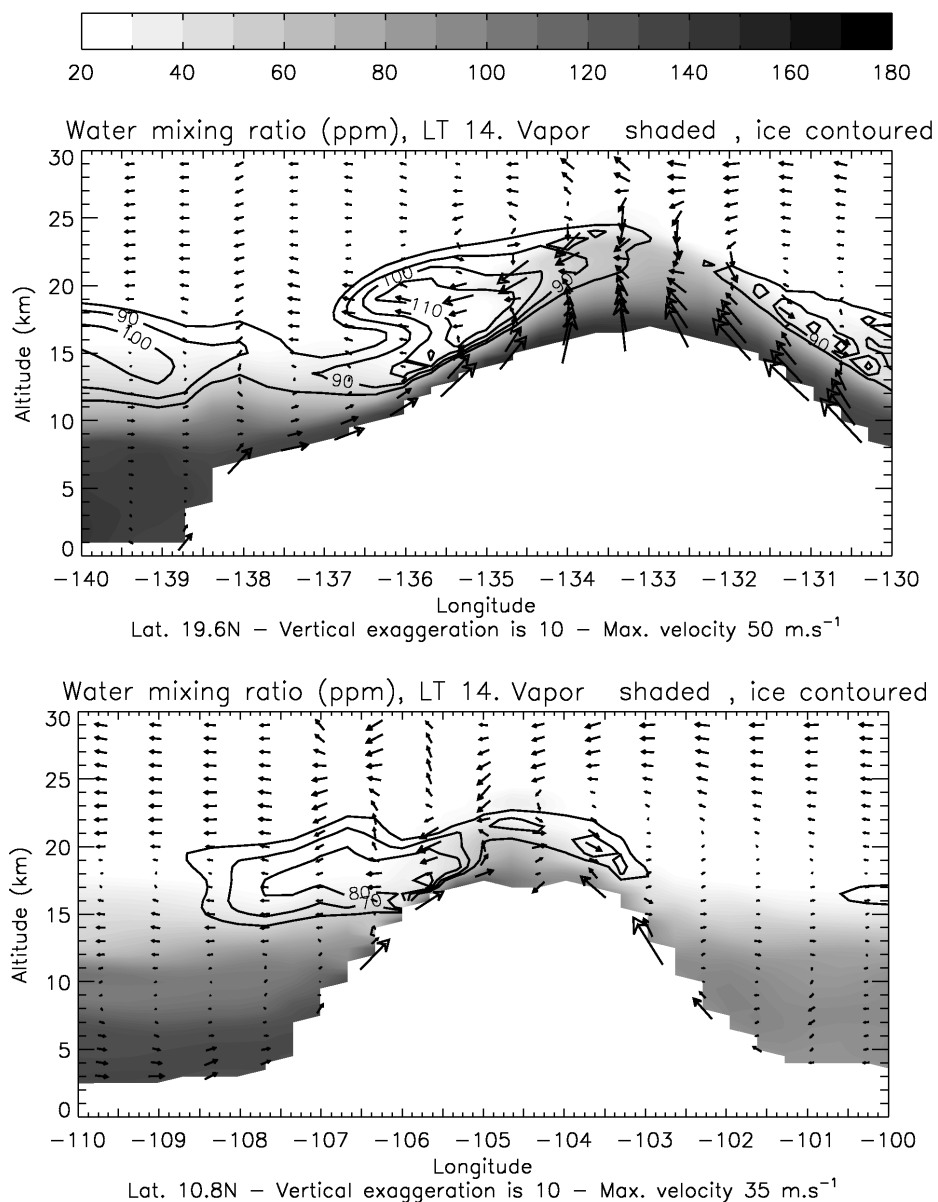 20 40 60 80 100 120 140 160 180
Water mixing ratio (ppm), LT 14. Vapor shaded , ice contoured
30
25
20
15
10
5
0
Altitude (km)
100
110
90
90
100
90
80
-140 -139 -138 -137 -136 -135 -134 -133 -132 -131 -130
Longitude
Lat. 19.6N – Vertical exaggeration is 10 – Max. velocity 50 m.s⁻¹
Water mixing ratio (ppm), LT 14. Vapor shaded , ice contoured
30
25
20
15
10
5
0
Altitude (km)
80
70
-110 -109 -108 -107 -106 -105 -104 -103 -102 -101 -100
Longitude
Lat. 10.8N – Vertical exaggeration is 10 – Max. velocity 35 m.s⁻¹